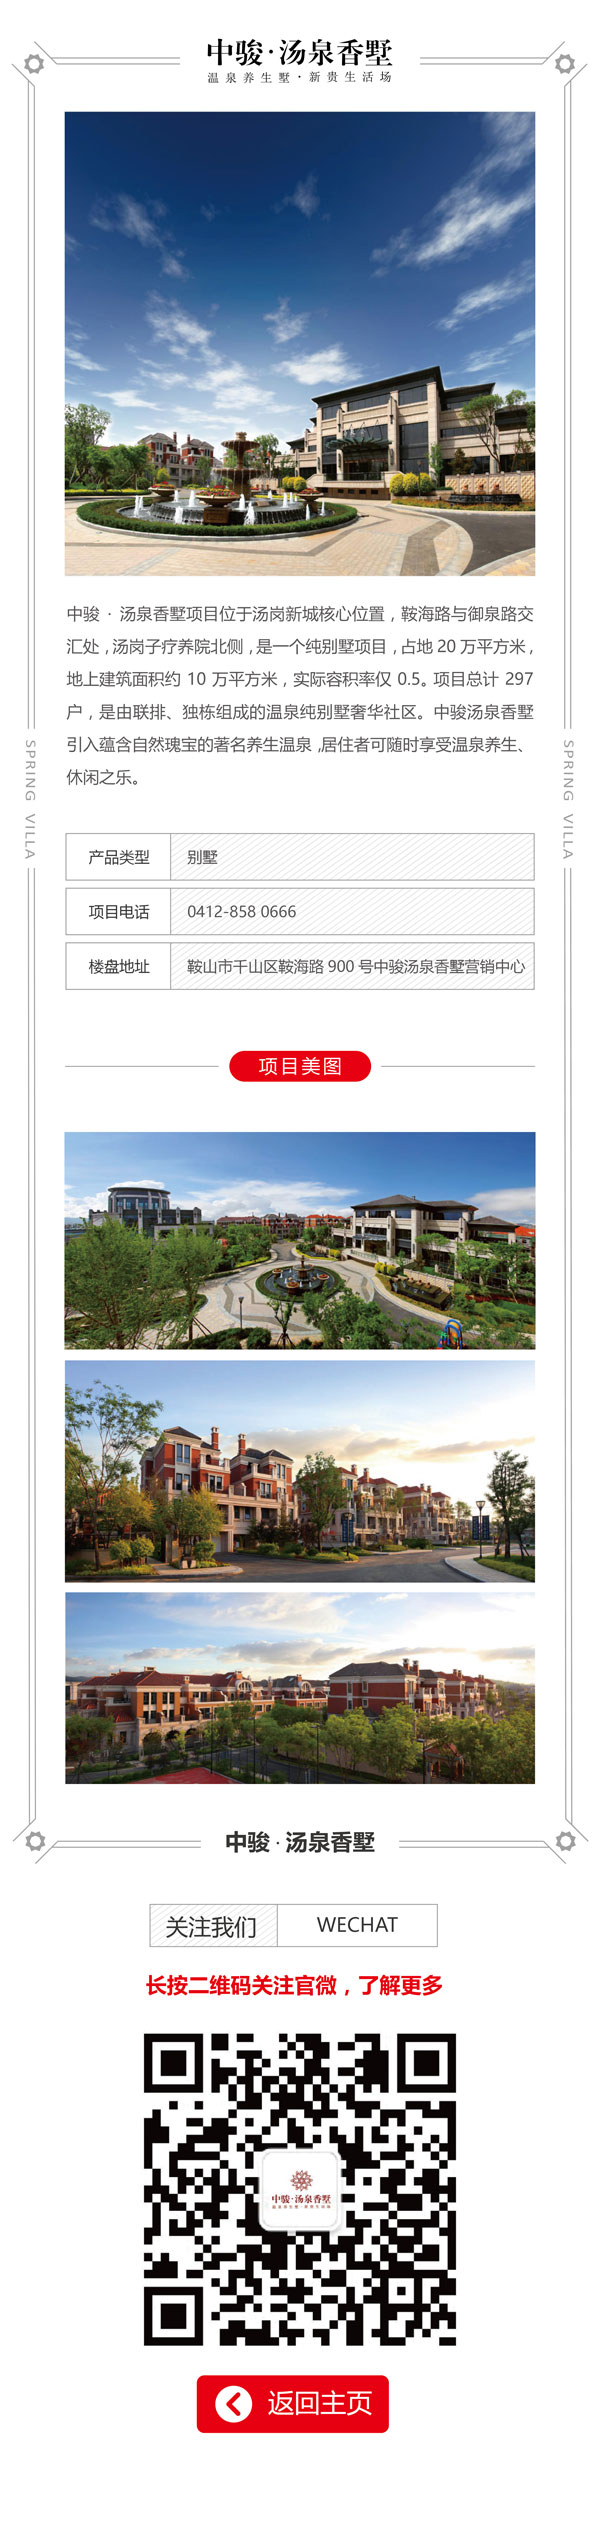 中骏·汤泉香墅
温泉养生墅·新贵生活场
中骏 · 汤泉香墅项目位于汤岗新城核心位置，鞍海路与御泉路交
汇处，汤岗子疗养院北侧，是一个纯别墅项目，占地 20 万平方米，
地上建筑面积约 10 万平方米，实际容积率仅 0.5。项目总计 297
户，是由联排、独栋组成的温泉纯别墅奢华社区。中骏汤泉香墅
引入蕴含自然瑰宝的著名养生温泉，居住者可随时享受温泉养生、
休闲之乐。
SPRING VILLA
SPRING VILLA
产品类型 别墅
项目电话 0412-858 0666
楼盘地址 鞍山市千山区鞍海路 900 号中骏汤泉香墅营销中心
项目美图
中骏·汤泉香墅
关注我们 WECHAT
长按二维码关注官微，了解更多
中骏·汤泉香墅
温泉养生墅·新贵生活场
返回主页